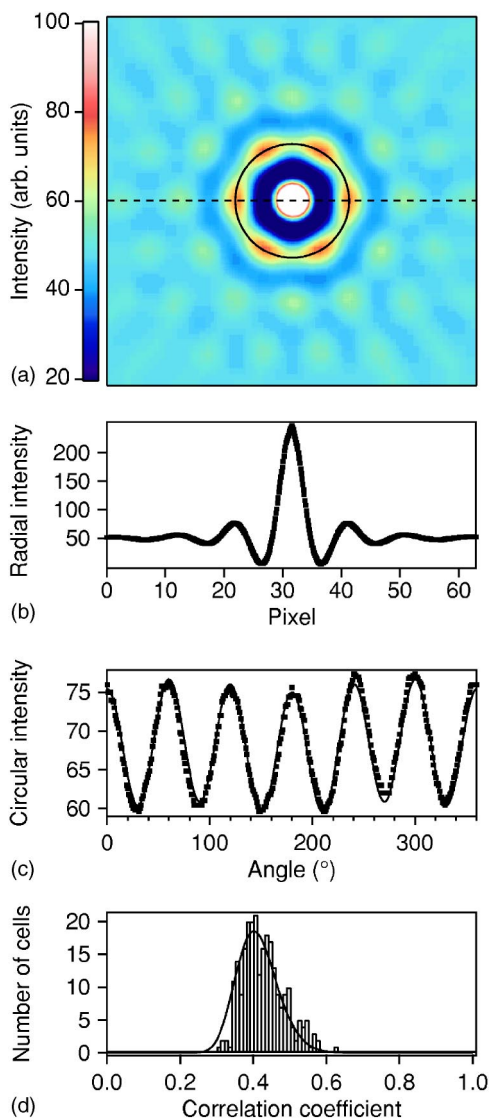 100
80
60
40
20
Intensity (arb. units)
(a)
200
150
100
50
Radial intensity
0 10 20 30 40 50 60
Pixel
(b)
75
70
65
60
Circular intensity
0 100 200 300
Angle (°)
(c)
20
15
10
5
0
Number of cells
0.0 0.2 0.4 0.6 0.8 1.0
Correlation coefficient
(d)